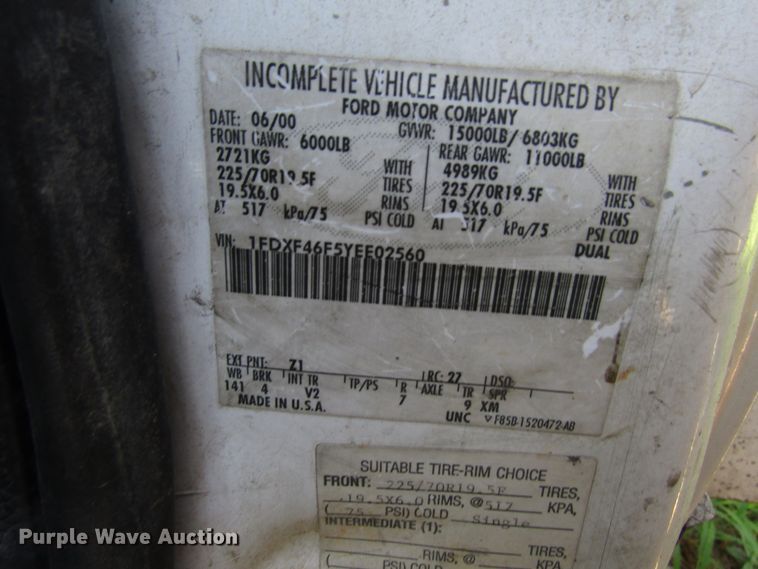 INCOMPLETE VEHICLE MANUFACTURED BY
FORD MOTOR COMPANY
DATE: 06/00 GVWR: 15000LB/ 6803KG
FRONT GAWR: 6000LB REAR GAWR: 11000LB
2721KG WITH 4989KG WITH
225/70R19.5F TIRES 225/70R19.5F TIRES
19.5X6.0 RIMS 19.5X6.0 RIMS
AT 517 kPa/75 PSI COLD AT 517 kPa/75 PSI COLD
DUAL
VIN: 1FDXF46F5YEE02560
EXT PNT: Z1 RC: 27 DSO:
WB BRK INT TR TP/PS R AXLE TR SPR
141 4 V2 7 9 XM
MADE IN U.S.A. UNC F85B-1520472-AB
SUITABLE TIRE-RIM CHOICE
FRONT: 225/70R19.5F TIRES,
19.5X6.0 RIMS, @ 517 KPA,
( 75 PSI) COLD Single
INTERMEDIATE (1):
TIRES,
RIMS, @ KPA
PSI) COLD
Purple Wave Auction